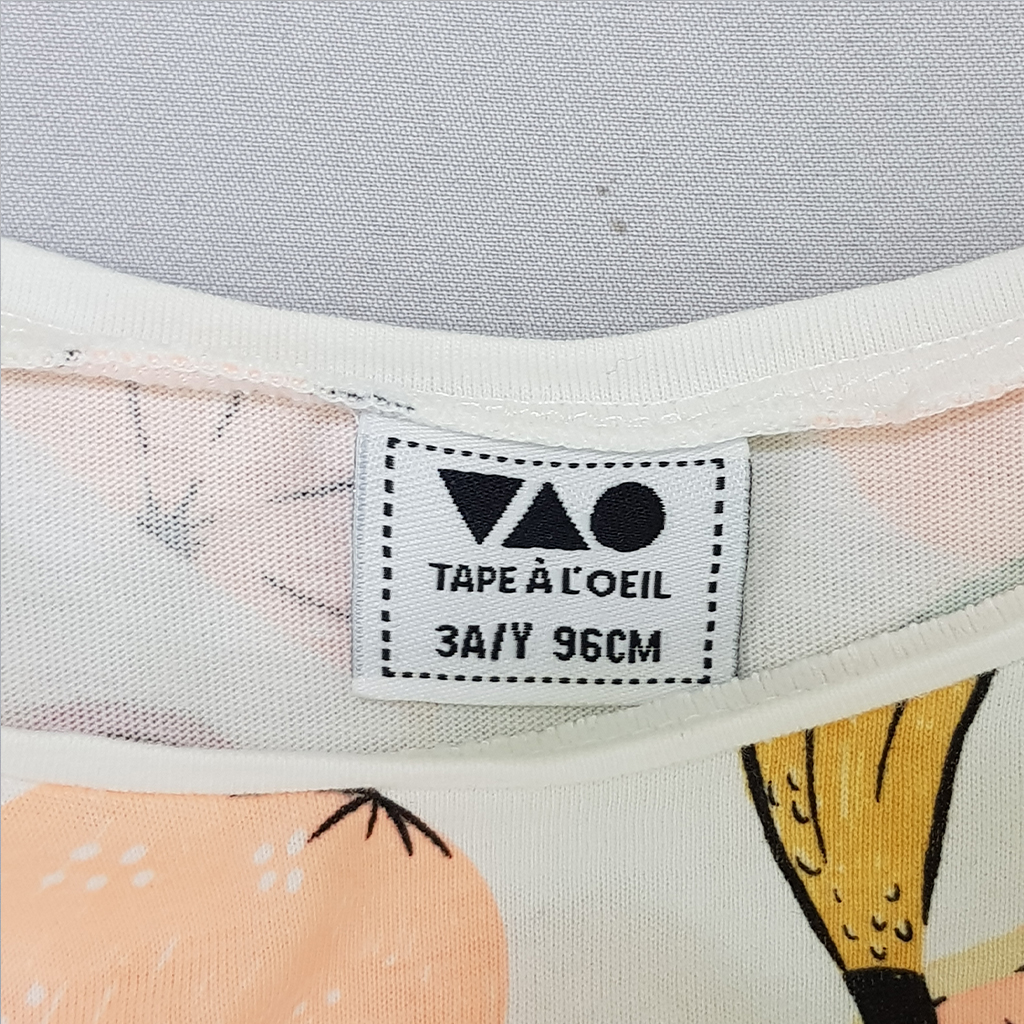 TAPE À L'OEIL
3A/Y 96CM